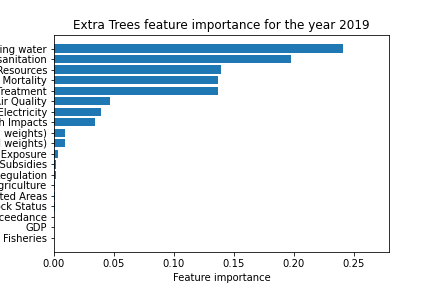 Extra Trees feature importance for the year 2019
ing water
sanitation
Resources
Mortality
Treatment
Air Quality
Electricity
h Impacts
weights)
weights)
Exposure
Subsidies
egulation
griculture
ted Areas
ck Status
ceedance
GDP
Fisheries
0.00 0.05 0.10 0.15 0.20 0.25
Feature importance